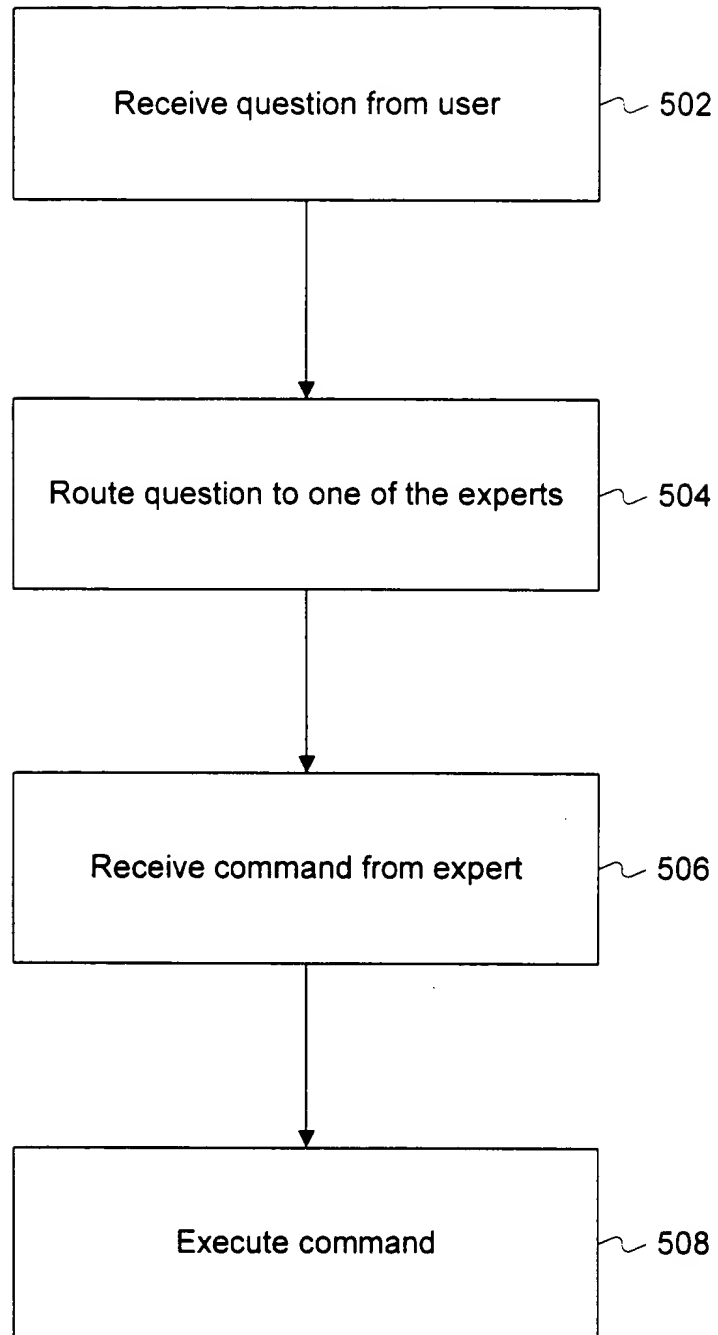 Receive question from user
502
Route question to one of the experts
504
Receive command from expert
506
Execute command
508